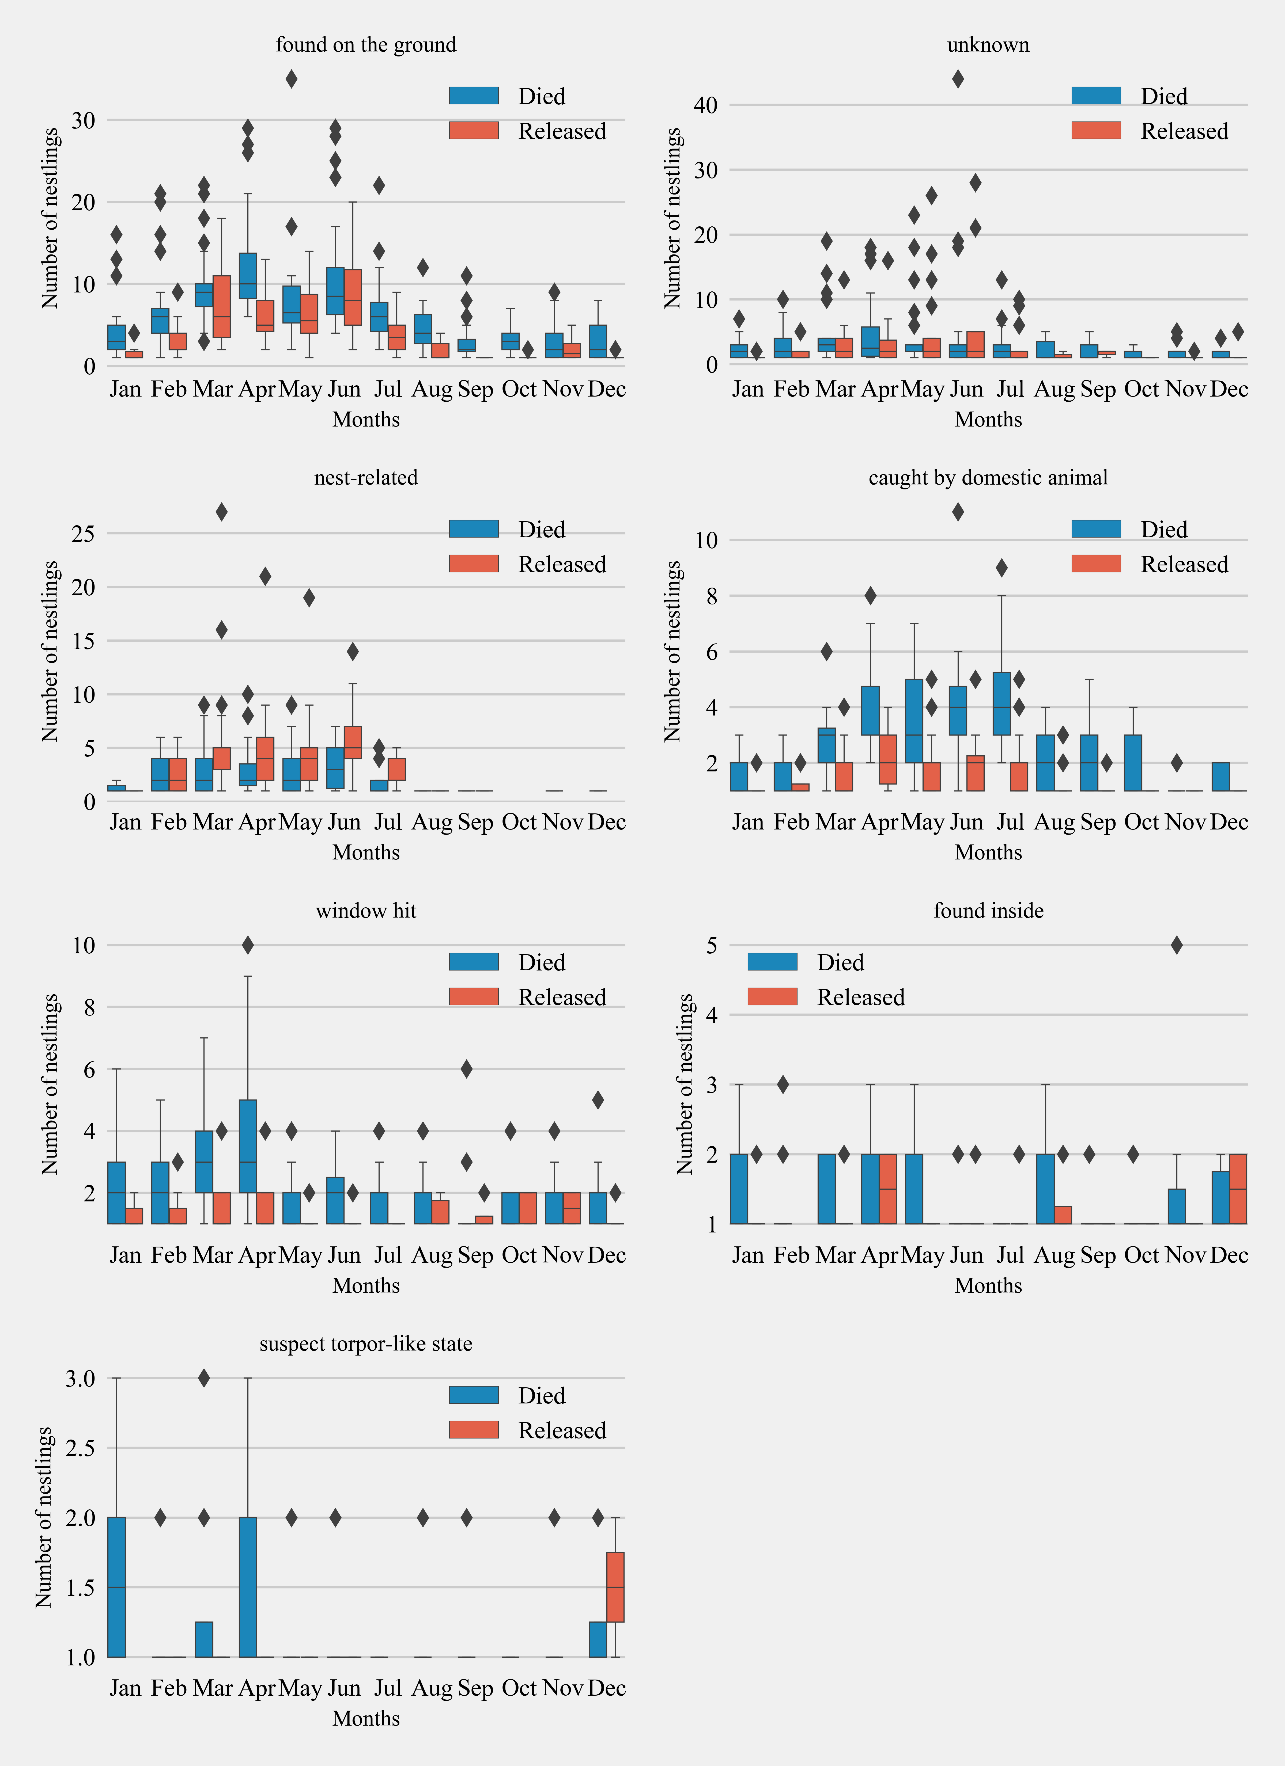 found on the ground
Died
Released
Number of nestlings
30
20
10
0
Jan Feb Mar Apr May Jun Jul Aug Sep Oct Nov Dec
Months
unknown
Died
Released
Number of nestlings
40
30
20
10
0
Jan Feb Mar Apr May Jun Jul Aug Sep Oct Nov Dec
Months
nest-related
Died
Released
Number of nestlings
25
20
15
10
5
0
Jan Feb Mar Apr May Jun Jul Aug Sep Oct Nov Dec
Months
caught by domestic animal
Died
Released
Number of nestlings
10
8
6
4
2
Jan Feb Mar Apr May Jun Jul Aug Sep Oct Nov Dec
Months
window hit
Died
Released
Number of nestlings
10
8
6
4
2
Jan Feb Mar Apr May Jun Jul Aug Sep Oct Nov Dec
Months
found inside
Died
Released
Number of nestlings
5
4
3
2
1
Jan Feb Mar Apr May Jun Jul Aug Sep Oct Nov Dec
Months
suspect torpor-like state
Died
Released
Number of nestlings
3.0
2.5
2.0
1.5
1.0
Jan Feb Mar Apr May Jun Jul Aug Sep Oct Nov Dec
Months